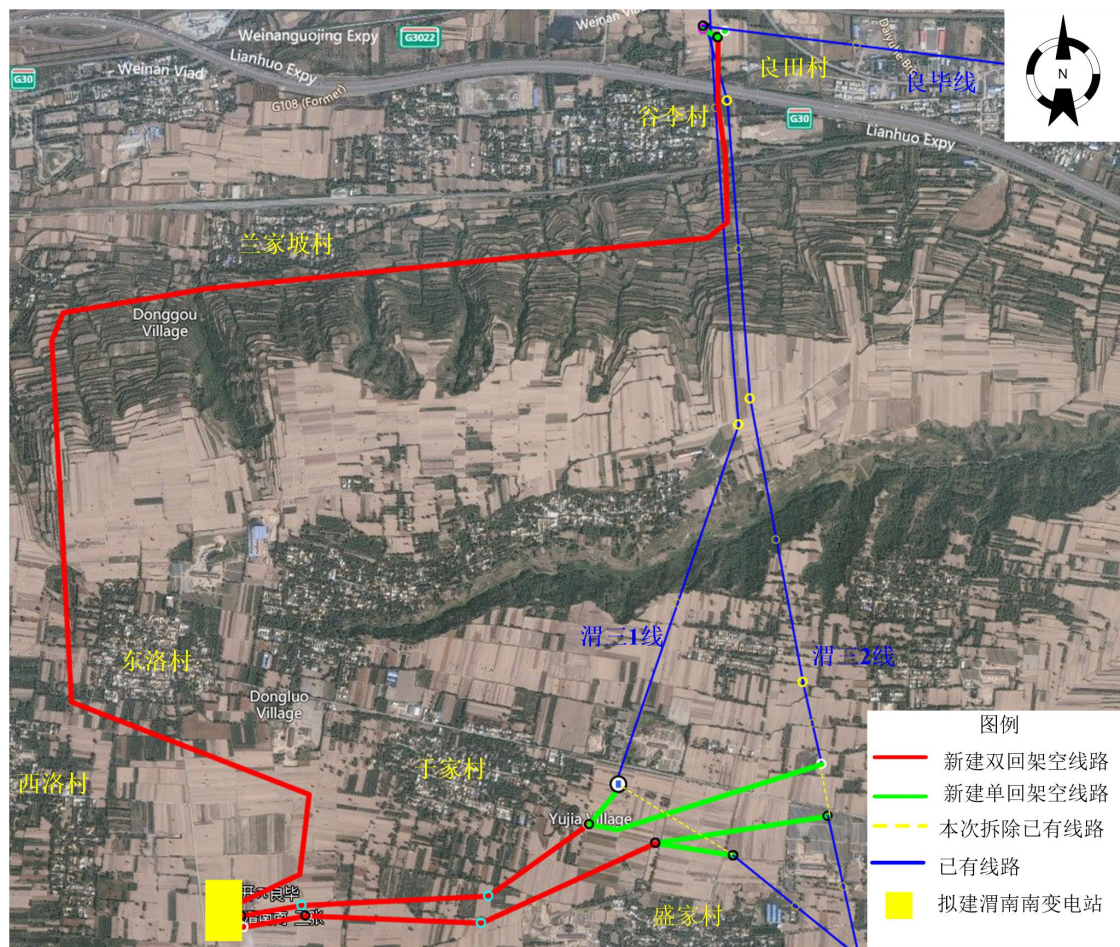 Weinanguojing Expy
G3022
Weinan Viad
Lianhuo Expy
G30
Weinan Viad
G108 (Former)
良田村
良毕线
谷李村
G30
Lianhuo Expy
N
兰家坡村
Donggou
Village
渭三1线
渭三2线
东洛村
Dongluo
Village
西洛村
于家村
Yujia Village
盛家村
图例
新建双回架空线路
新建单回架空线路
本次拆除已有线路
已有线路
拟建渭南南变电站